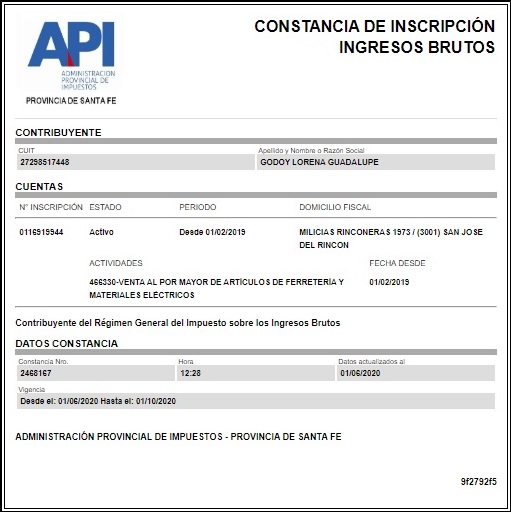 CONSTANCIA DE INSCRIPCIÓN
INGRESOS BRUTOS
API
ADMINISTRACION
PROVINCIAL DE
IMPUESTOS
PROVINCIA DE SANTA FE
CONTRIBUYENTE
CUIT Apellido y Nombre o Razón Social
27298517448 GODOY LORENA GUADALUPE
CUENTAS
N° INSCRIPCIÓN ESTADO PERIODO DOMICILIO FISCAL
0116919944 Activo Desde 01/02/2019 MILICIAS RINCONERAS 1973 / (3001) SAN JOSE
DEL RINCON
ACTIVIDADES FECHA DESDE
466330-VENTA AL POR MAYOR DE ARTÍCULOS DE FERRETERÍA Y 01/02/2019
MATERIALES ELÉCTRICOS
Contribuyente del Régimen General del Impuesto sobre los Ingresos Brutos
DATOS CONSTANCIA
Constancia Nro. Hora Datos actualizados al
2468167 12:28 01/06/2020
Vigencia
Desde el: 01/06/2020 Hasta el: 01/10/2020
ADMINISTRACIÓN PROVINCIAL DE IMPUESTOS - PROVINCIA DE SANTA FE
9f2792f5